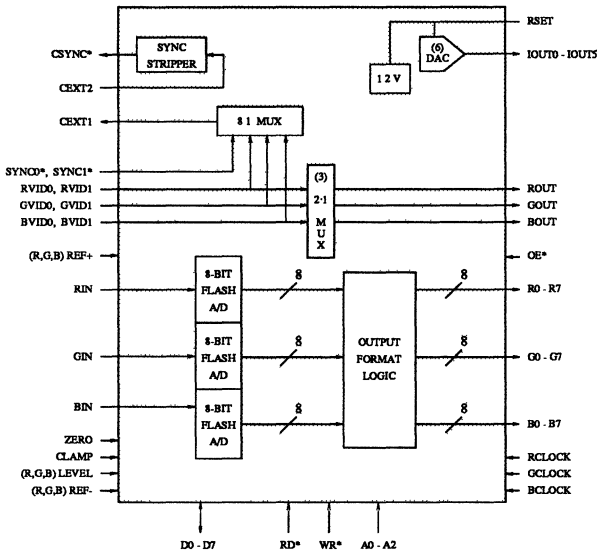 RSET
CSYNC*
SYNC
STRIPPER
(6)
DAC
IOUT0 - IOUT5
1 2 V
CEXT2
CEXT1
8 1 MUX
SYNC0*, SYNC1*
RVID0, RVID1
GVID0, GVID1
BVID0, BVID1
(3)
2·1
M
U
X
ROUT
GOUT
BOUT
(R,G,B) REF+
OE*
RIN
8-BIT
FLASH
A/D
8
8
R0 - R7
GIN
8-BIT
FLASH
A/D
8
OUTPUT
FORMAT
LOGIC
8
G0 - G7
BIN
8-BIT
FLASH
A/D
8
8
B0 - B7
ZERO
CLAMP
(R,G,B) LEVEL
(R,G,B) REF-
RCLOCK
GCLOCK
BCLOCK
D0 - D7
RD*
WR*
A0 - A2